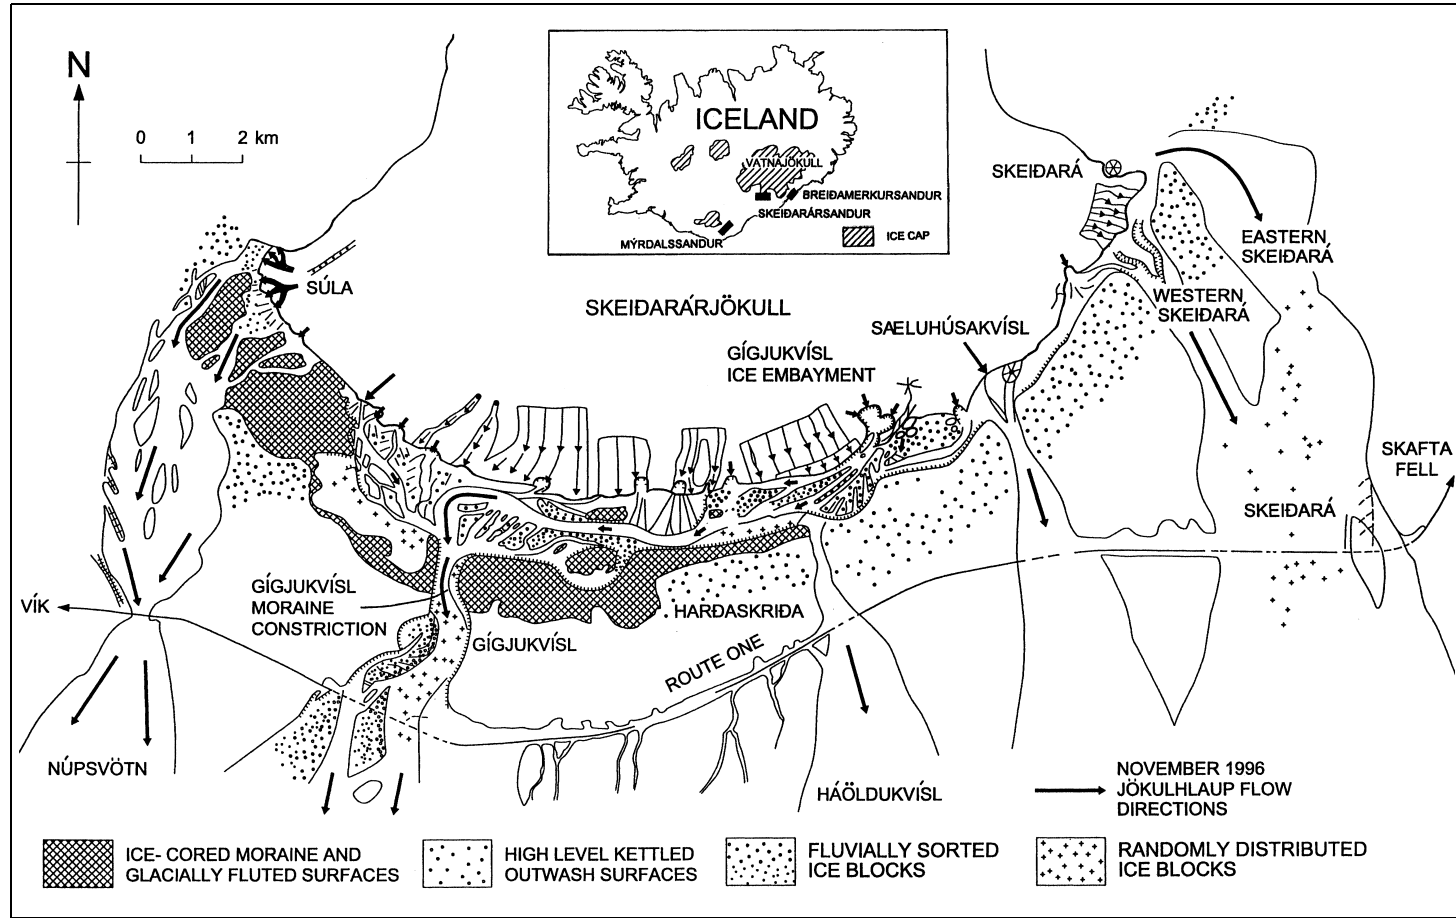 N
0 1 2 km
ICELAND
VATNAJÖKULL
BREIÐAMERKURSANDUR
SKEIÐARÁRSANDUR
MÝRDALSSANDUR
ICE CAP
SKEIÐARÁ
EASTERN
SKEIÐARÁ
WESTERN
SKEIÐARÁ
SÚLA
SKEIÐARÁRJÖKULL
SÆLUHÚSAKVÍSL
GÍGJUKVÍSL
ICE EMBAYMENT
SKAFTA
FELL
SKEIÐARÁ
VÍK
GÍGJUKVÍSL
MORAINE
CONSTRICTION
GÍGJUKVÍSL
HARÐASKRIÐA
ROUTE ONE
NÚPSVÖTN
HÁÖLDUKVÍSL
NOVEMBER 1996
JÖKULHLAUP FLOW
DIRECTIONS
ICE- CORED MORAINE AND
GLACIALLY FLUTED SURFACES
HIGH LEVEL KETTLED
OUTWASH SURFACES
FLUVIALLY SORTED
ICE BLOCKS
RANDOMLY DISTRIBUTED
ICE BLOCKS